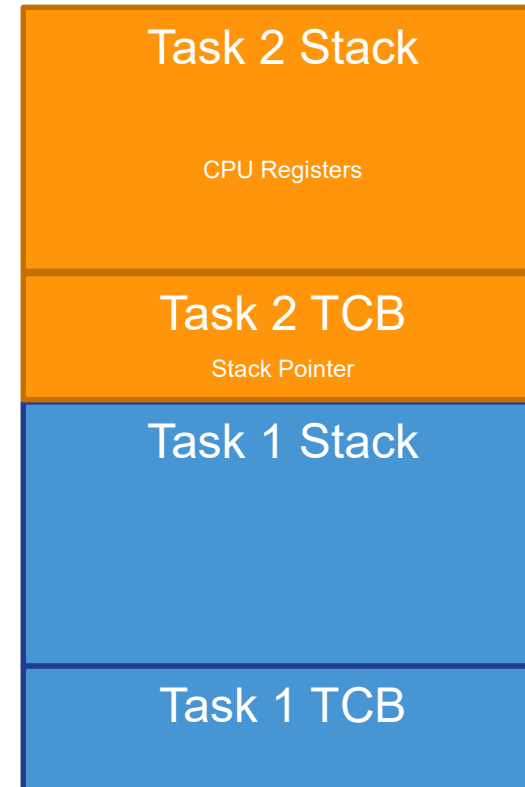 Task 2 Stack
CPU Registers
Task 2 TCB
Stack Pointer
Task 1 Stack
Task 1 TCB